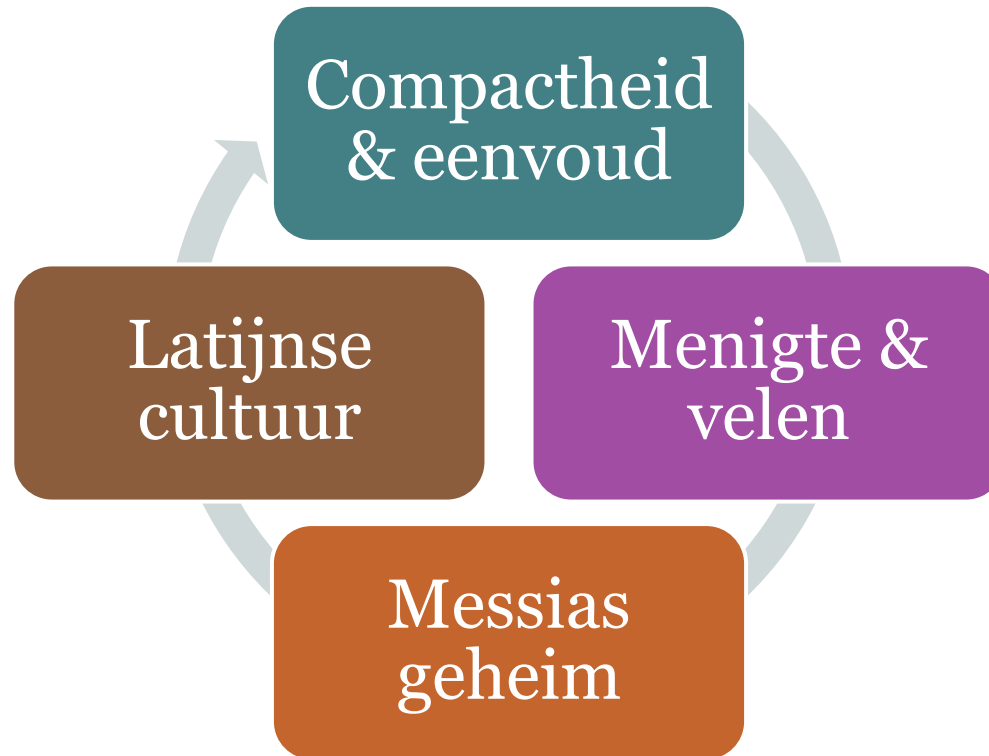 Compactheid
& eenvoud
Menigte &
velen
Messias
geheim
Latijnse
cultuur